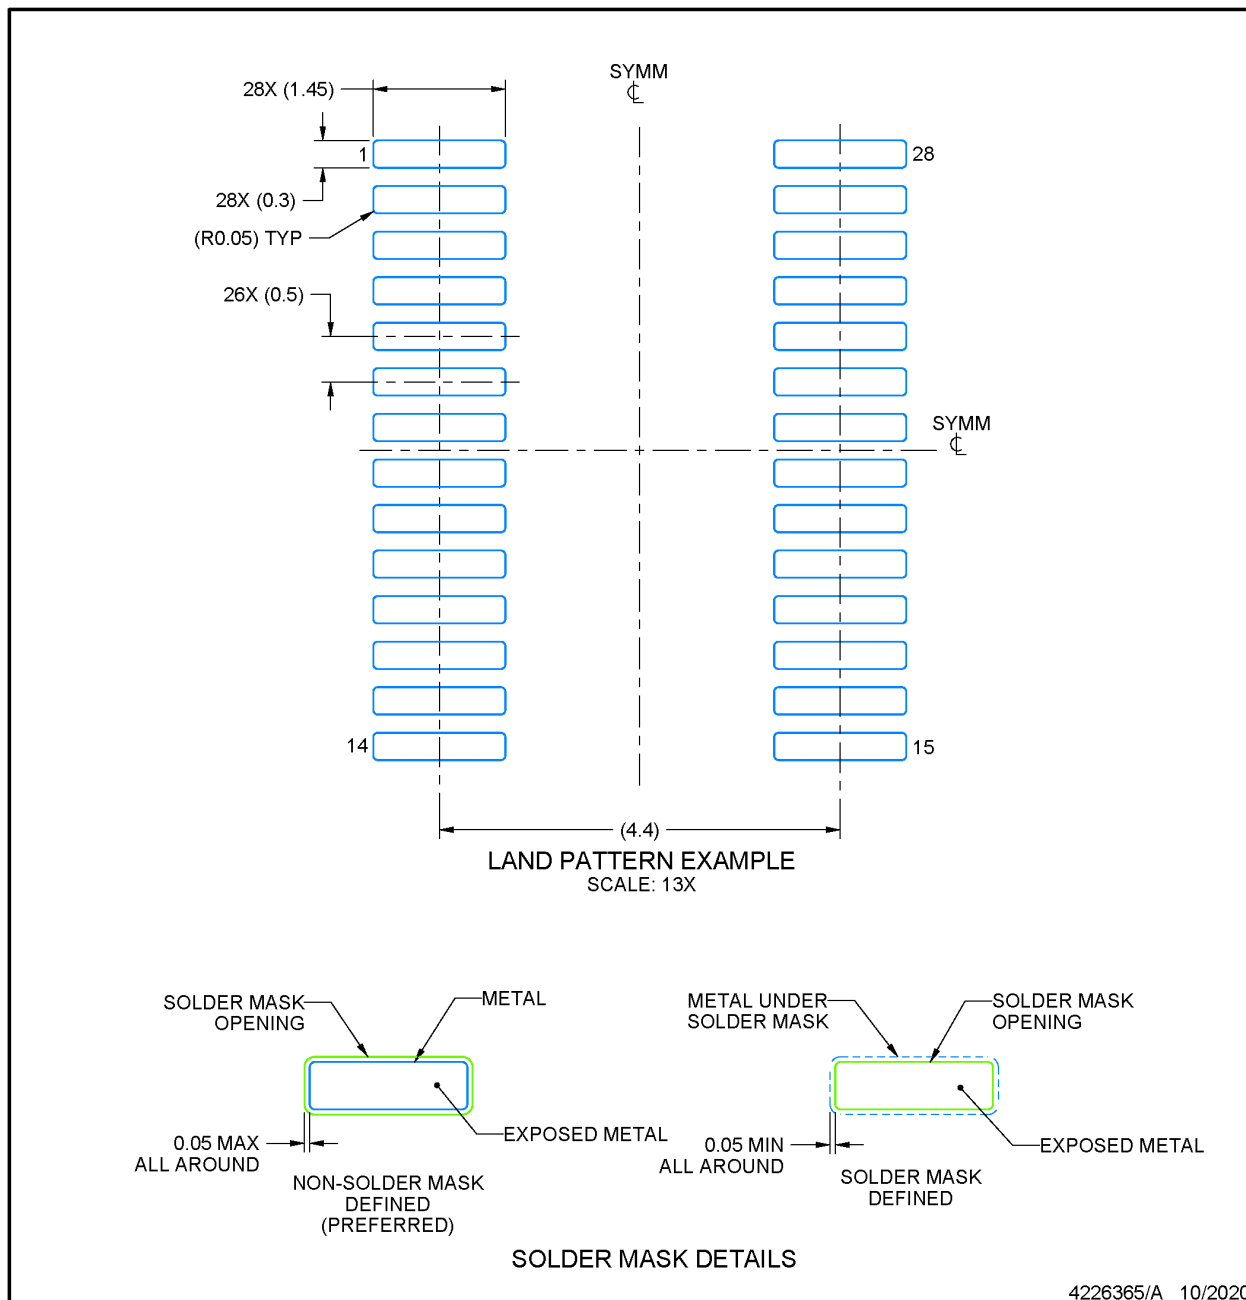 SYMM
28X (1.45)
1
28
28X (0.3)
(R0.05) TYP
26X (0.5)
SYMM
14
15
(4.4)
LAND PATTERN EXAMPLE
SCALE: 13X
SOLDER MASK
OPENING
METAL
METAL UNDER
SOLDER MASK
SOLDER MASK
OPENING
EXPOSED METAL
EXPOSED METAL
0.05 MAX
ALL AROUND
0.05 MIN
ALL AROUND
NON-SOLDER MASK
DEFINED
(PREFERRED)
SOLDER MASK
DEFINED
SOLDER MASK DETAILS
4226365/A 10/2020